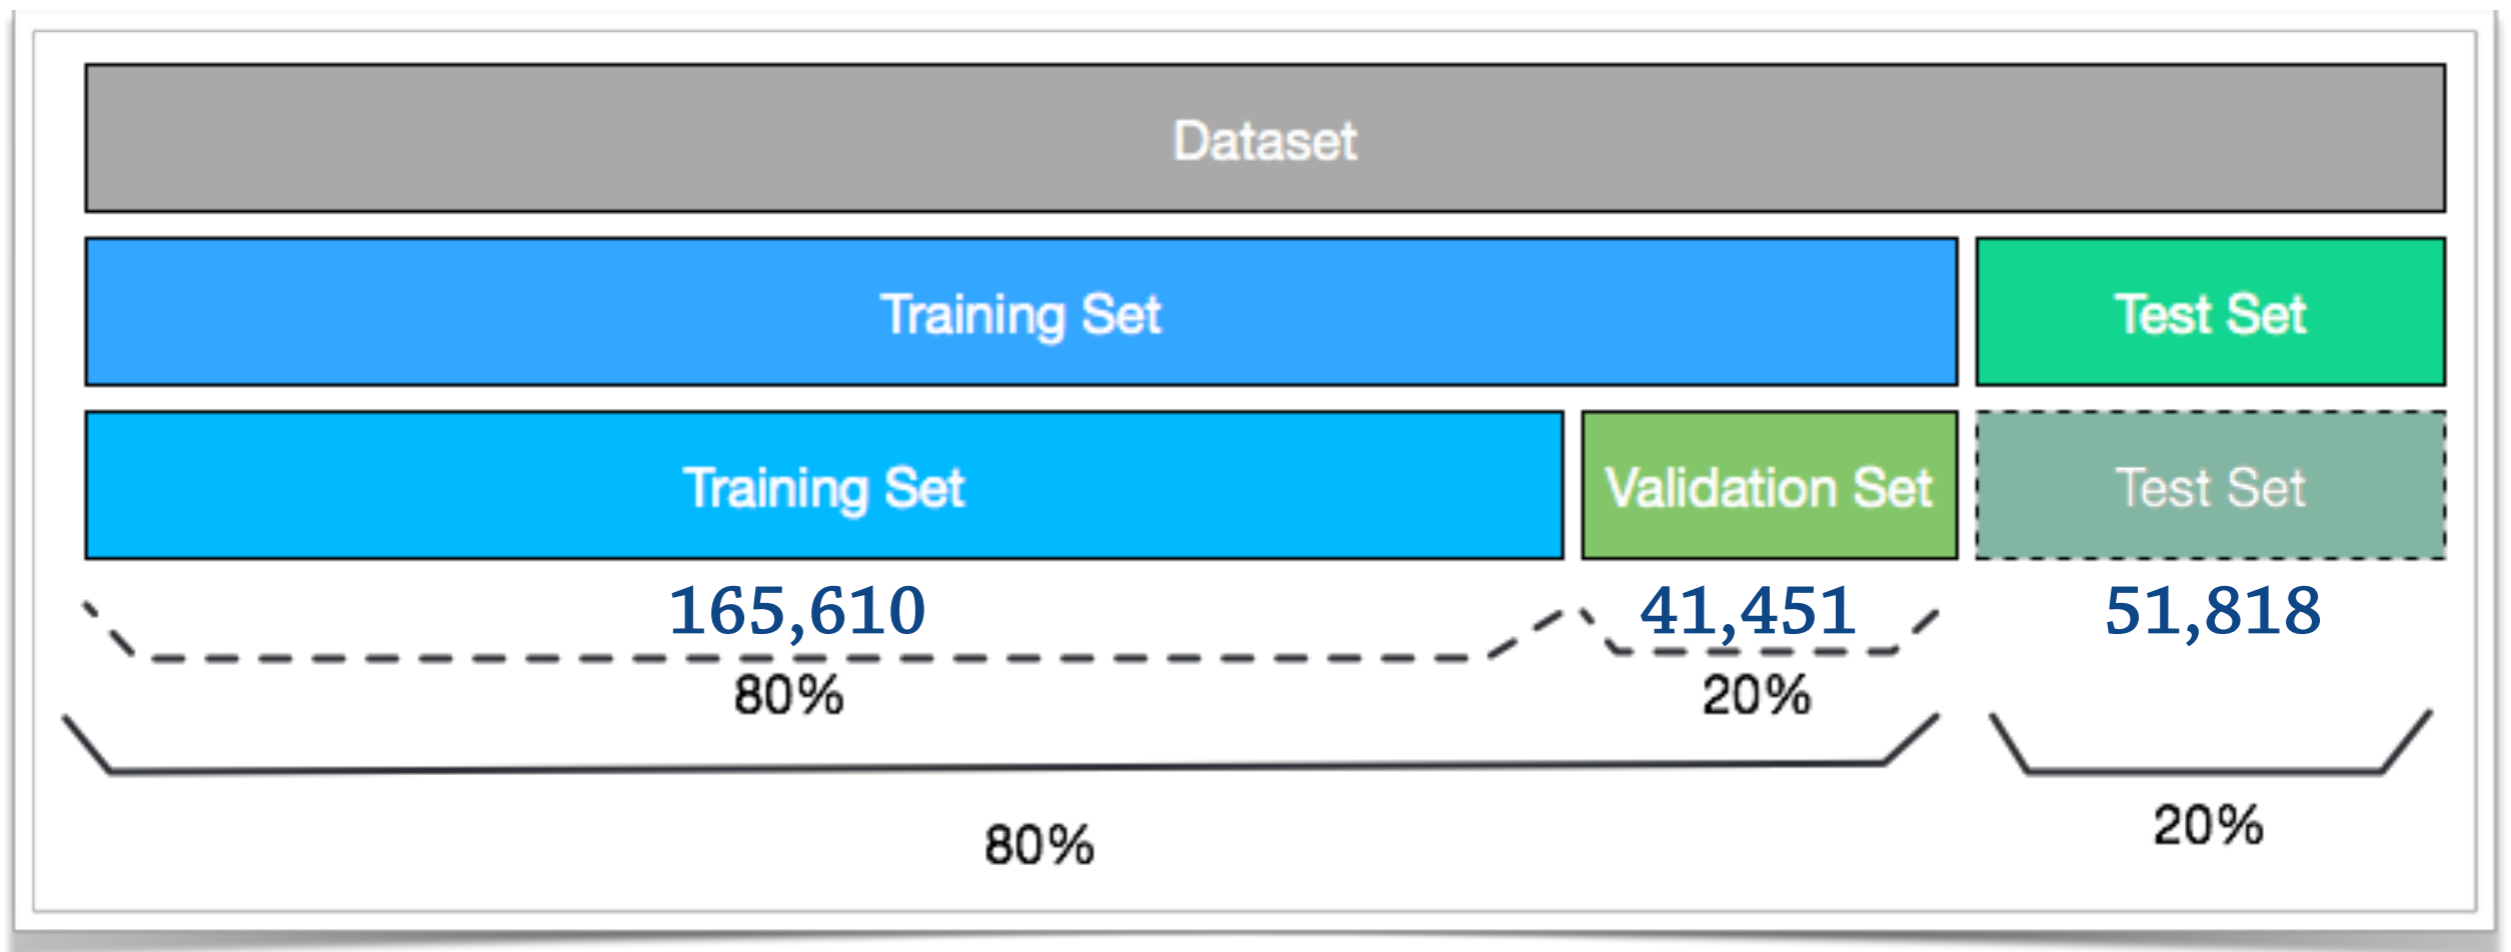 Dataset
Training Set
Test Set
Training Set
Validation Set
Test Set
165,610
41,451
51,818
80%
20%
80%
20%